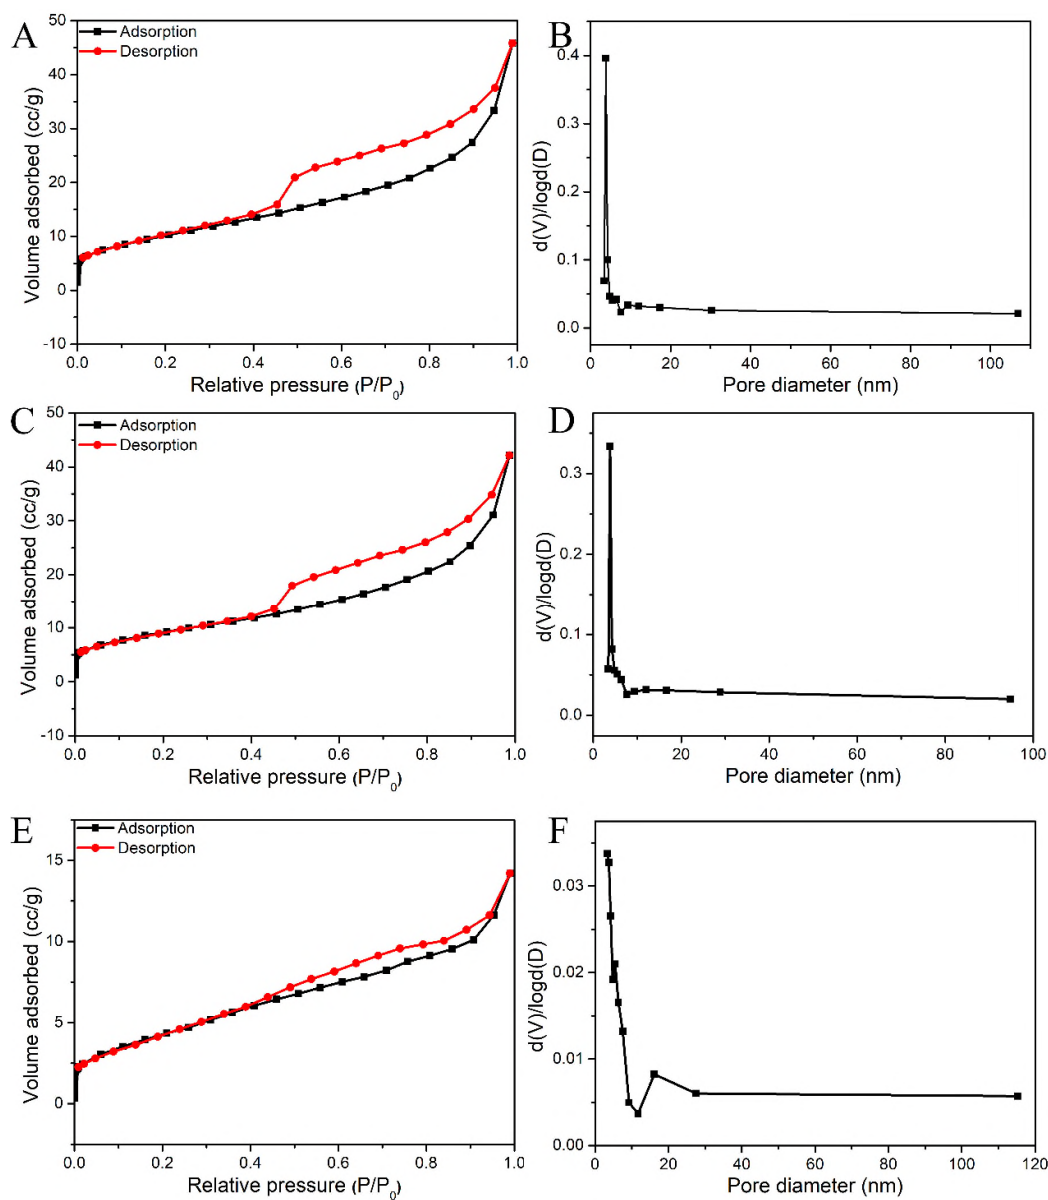 A
Adsorption
Desorption
50
40
30
20
10
0
-10
0.0 0.2 0.4 0.6 0.8 1.0
Volume adsorbed (cc/g)
Relative pressure (P/P0)
B
0.4
0.3
0.2
0.1
0.0
0 20 40 60 80 100
d(V)/logd(D)
Pore diameter (nm)
C
Adsorption
Desorption
50
40
30
20
10
0
-10
0.0 0.2 0.4 0.6 0.8 1.0
Volume adsorbed (cc/g)
Relative pressure (P/P0)
D
0.3
0.2
0.1
0.0
0 20 40 60 80 100
d(V)/logd(D)
Pore diameter (nm)
E
Adsorption
Desorption
15
10
5
0
0.0 0.2 0.4 0.6 0.8 1.0
Volume adsorbed (cc/g)
Relative pressure (P/P0)
F
0.03
0.02
0.01
0.00
0 20 40 60 80 100 120
d(V)/logd(D)
Pore diameter (nm)